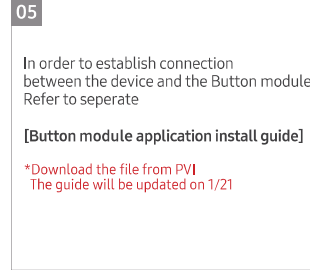 05
In order to establish connection
between the device and the Button module
Refer to seperate
[Button module application install guide]
*Download the file from PVI
The guide will be updated on 1/21